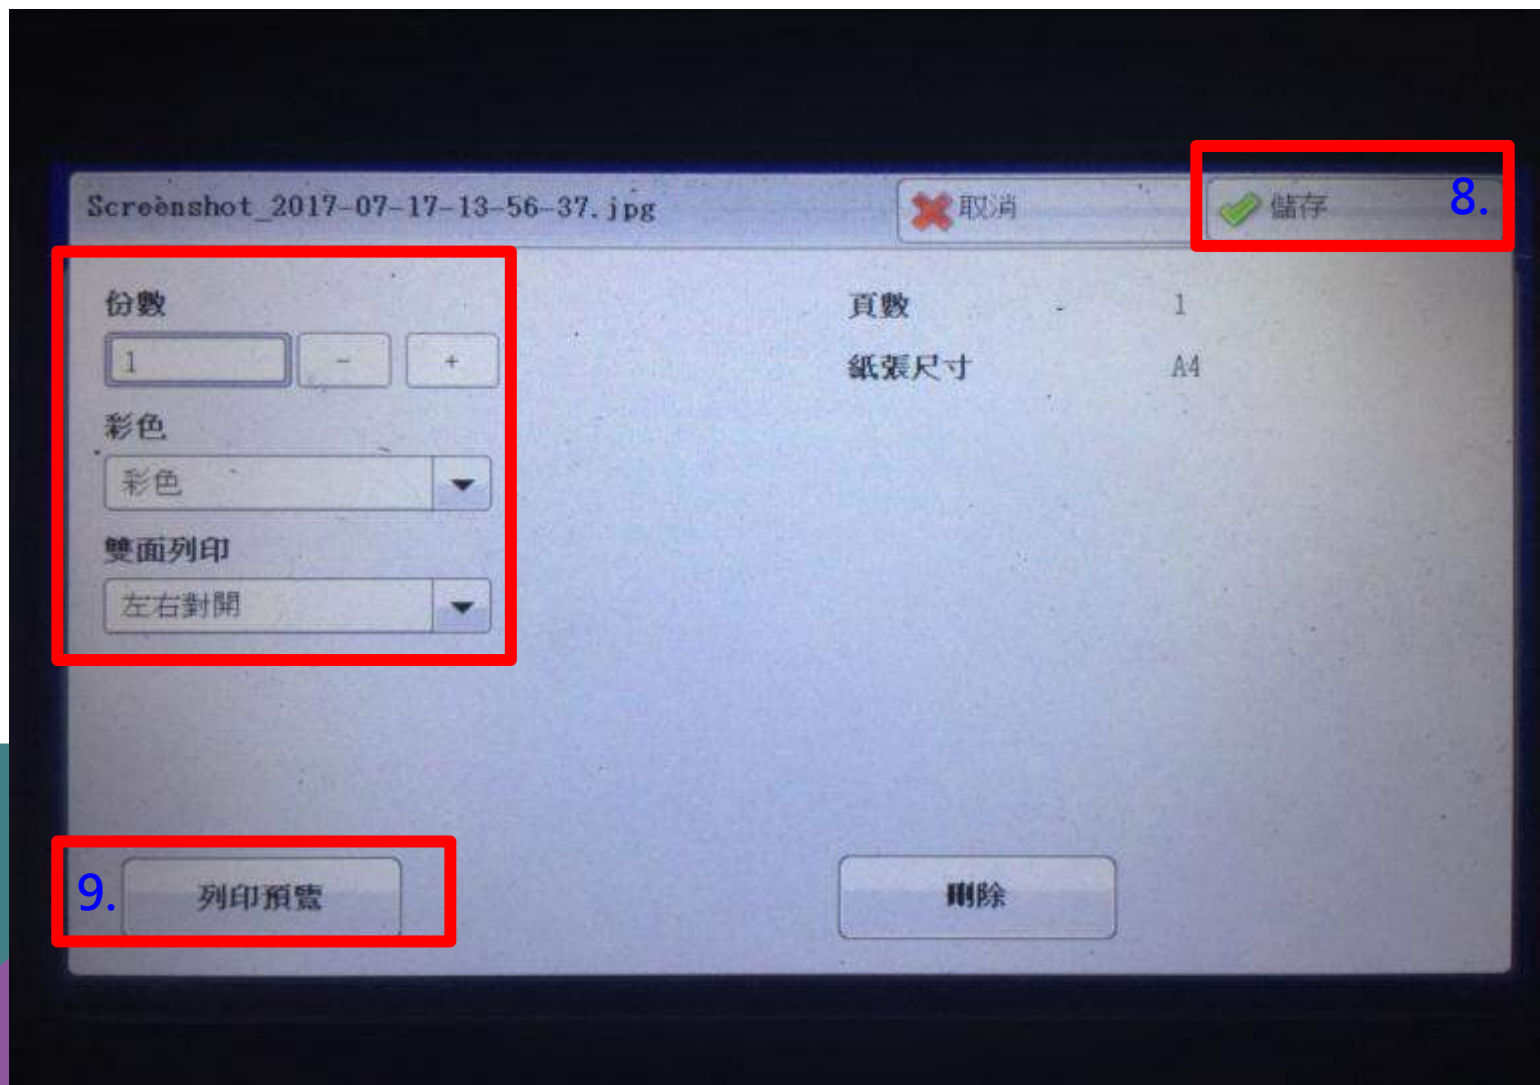 Screenshot_2017-07-17-13-56-37.jpg
取消
儲存
8.
份數
1
-
+
頁數
1
紙張尺寸
A4
彩色
彩色
雙面列印
左右對開
9.
列印預覽
刪除